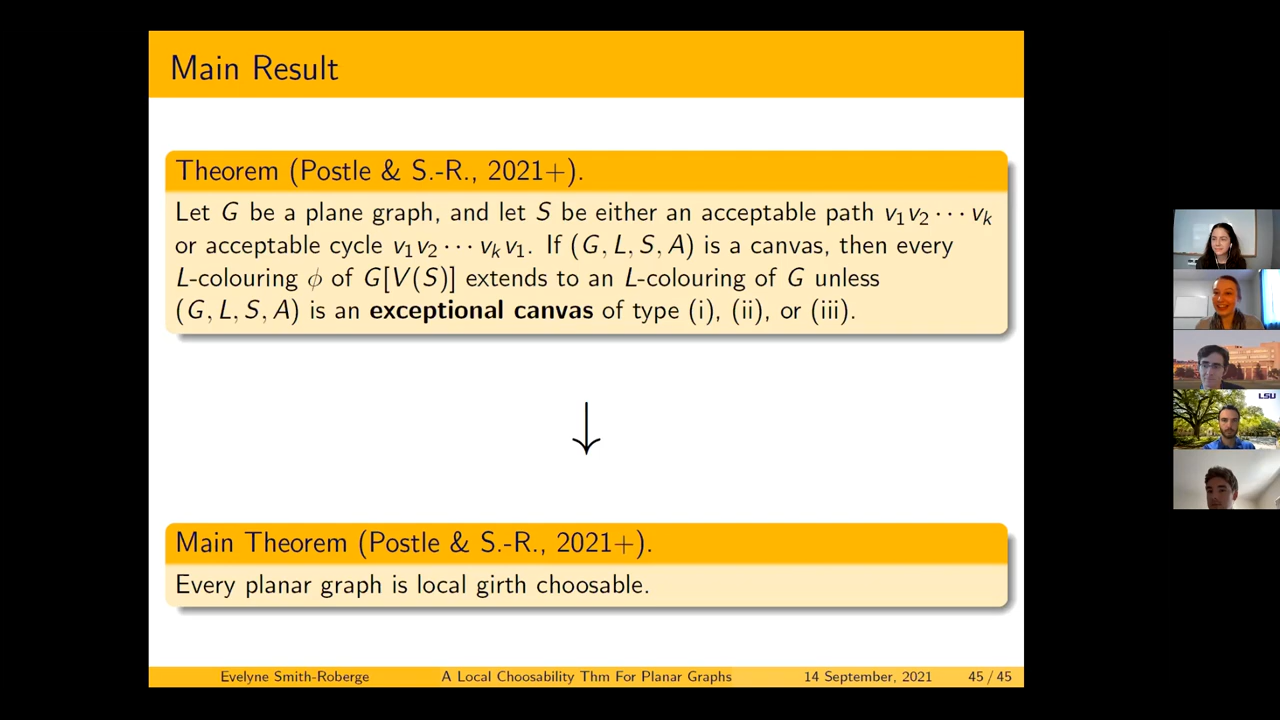 Main Result
Theorem (Postle & S.-R., 2021+).
Let G be a plane graph, and let S be either an acceptable path v₁v₂ ⋯ vₖ
or acceptable cycle v₁v₂ ⋯ vₖv₁. If (G, L, S, A) is a canvas, then every
L-colouring ϕ of G[V(S)] extends to an L-colouring of G unless
(G, L, S, A) is an exceptional canvas of type (i), (ii), or (iii).
↓
Main Theorem (Postle & S.-R., 2021+).
Every planar graph is local girth choosable.
Evelyne Smith-Roberge A Local Choosability Thm For Planar Graphs 14 September, 2021 45 / 45
LSU